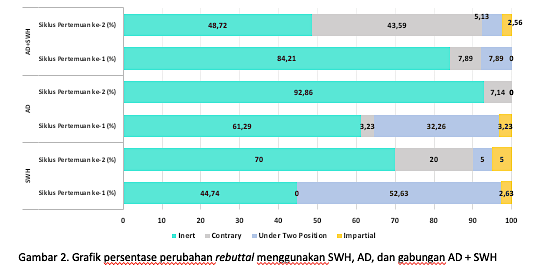 AD+SWH
Siklus Pertemuan ke-2 (%)
48,72
43,59
5,13
2,56
Siklus Pertemuan ke-1 (%)
84,21
7,89
7,89
0
AD
Siklus Pertemuan ke-2 (%)
92,86
7,14
0
Siklus Pertemuan ke-1 (%)
61,29
3,23
32,26
3,23
SWH
Siklus Pertemuan ke-2 (%)
70
20
5
5
Siklus Pertemuan ke-1 (%)
44,74
0
52,63
2,63
0 10 20 30 40 50 60 70 80 90 100
Inert Contrary Under Two Position Impartial
Gambar 2. Grafik persentase perubahan rebuttal menggunakan SWH, AD, dan gabungan AD + SWH